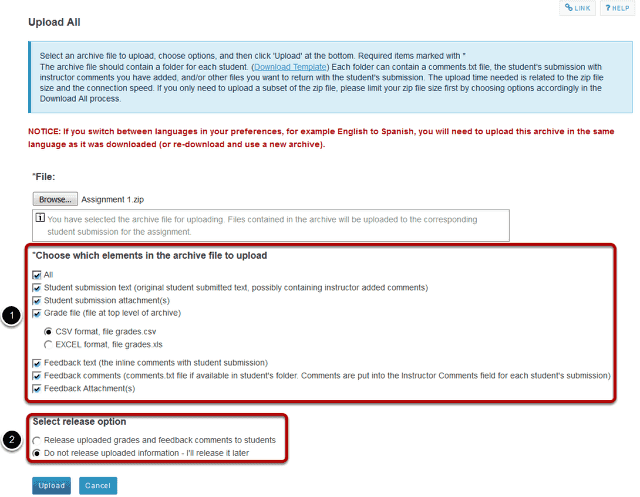 LINK ? HELP
Upload All
Select an archive file to upload, choose options, and then click 'Upload' at the bottom. Required items marked with *
The archive file should contain a folder for each student. (Download Template) Each folder can contain a comments.txt file, the student's submission with
instructor comments you have added, and/or other files you want to return with the student's submission. The upload time needed is related to the zip file
size and the connection speed. If you only need to upload a subset of the zip file, please limit your zip file size first by choosing options accordingly in the
Download All process.
NOTICE: If you switch between languages in your preferences, for example English to Spanish, you will need to upload this archive in the same
language as it was downloaded (or re-download and use a new archive).
*File:
Browse... Assignment 1.zip
You have selected the archive file for uploading. Files contained in the archive will be uploaded to the corresponding
student submission for the assignment.
*Choose which elements in the archive file to upload
All
Student submission text (original student submitted text, possibly containing instructor added comments)
Student submission attachment(s)
1
Grade file (file at top level of archive)
CSV format, file grades.csv
EXCEL format, file grades.xls
Feedback text (the inline comments with student submission)
Feedback comments (comments.txt file if available in student's folder. Comments are put into the Instructor Comments field for each student's submission)
Feedback Attachment(s)
Select release option
2
Release uploaded grades and feedback comments to students
Do not release uploaded information - I'll release it later
Upload Cancel